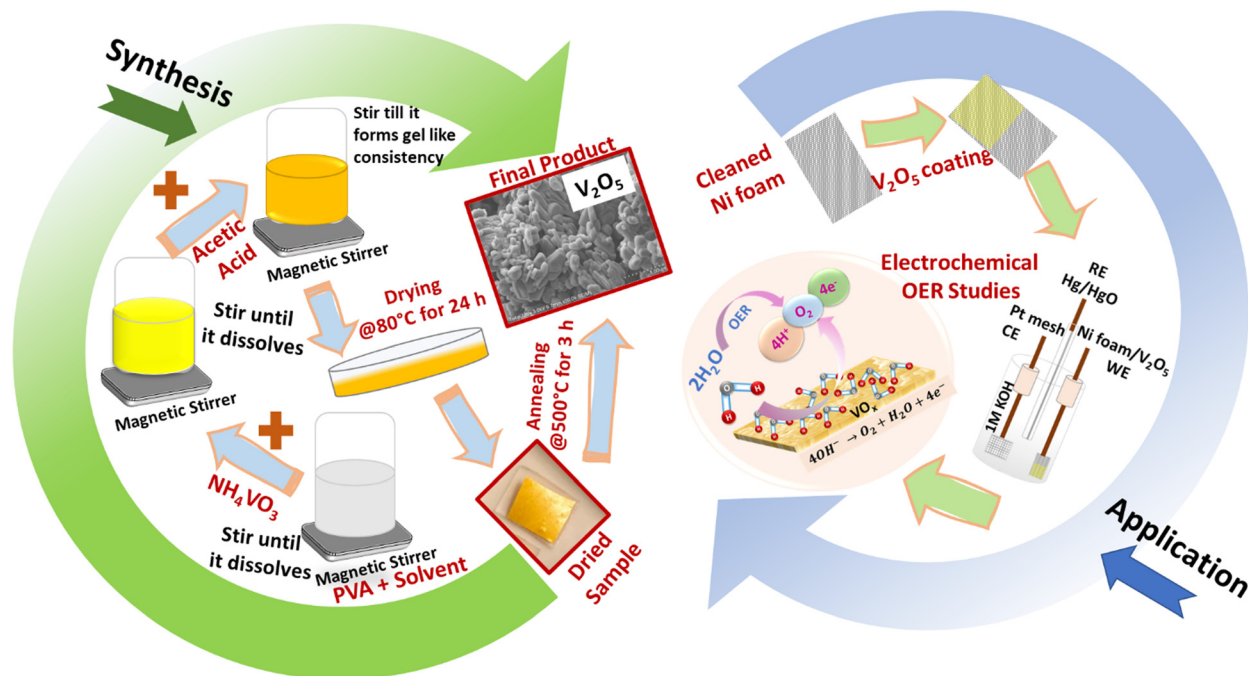 Synthesis
Stir till it
forms gel like
consistency
Acetic
Acid
Magnetic Stirrer
Stir until
it dissolves
Magnetic Stirrer
Drying
@80°C for 24 h
NH₄VO₃
Stir until
it dissolves
Magnetic Stirrer
PVA + Solvent
Dried
Sample
Annealing
@500°C for 3 h
Final Product
V₂O₅
Cleaned
Ni foam
V₂O₅ coating
Electrochemical
OER Studies
RE
Hg/HgO
Pt mesh
CE
Ni foam/V₂O₅
WE
1M KOH
2H₂O
OER
4H⁺
O₂
4e⁻
O
H
H
VOₓ
4OH⁻ → O₂ + H₂O + 4e⁻
Application